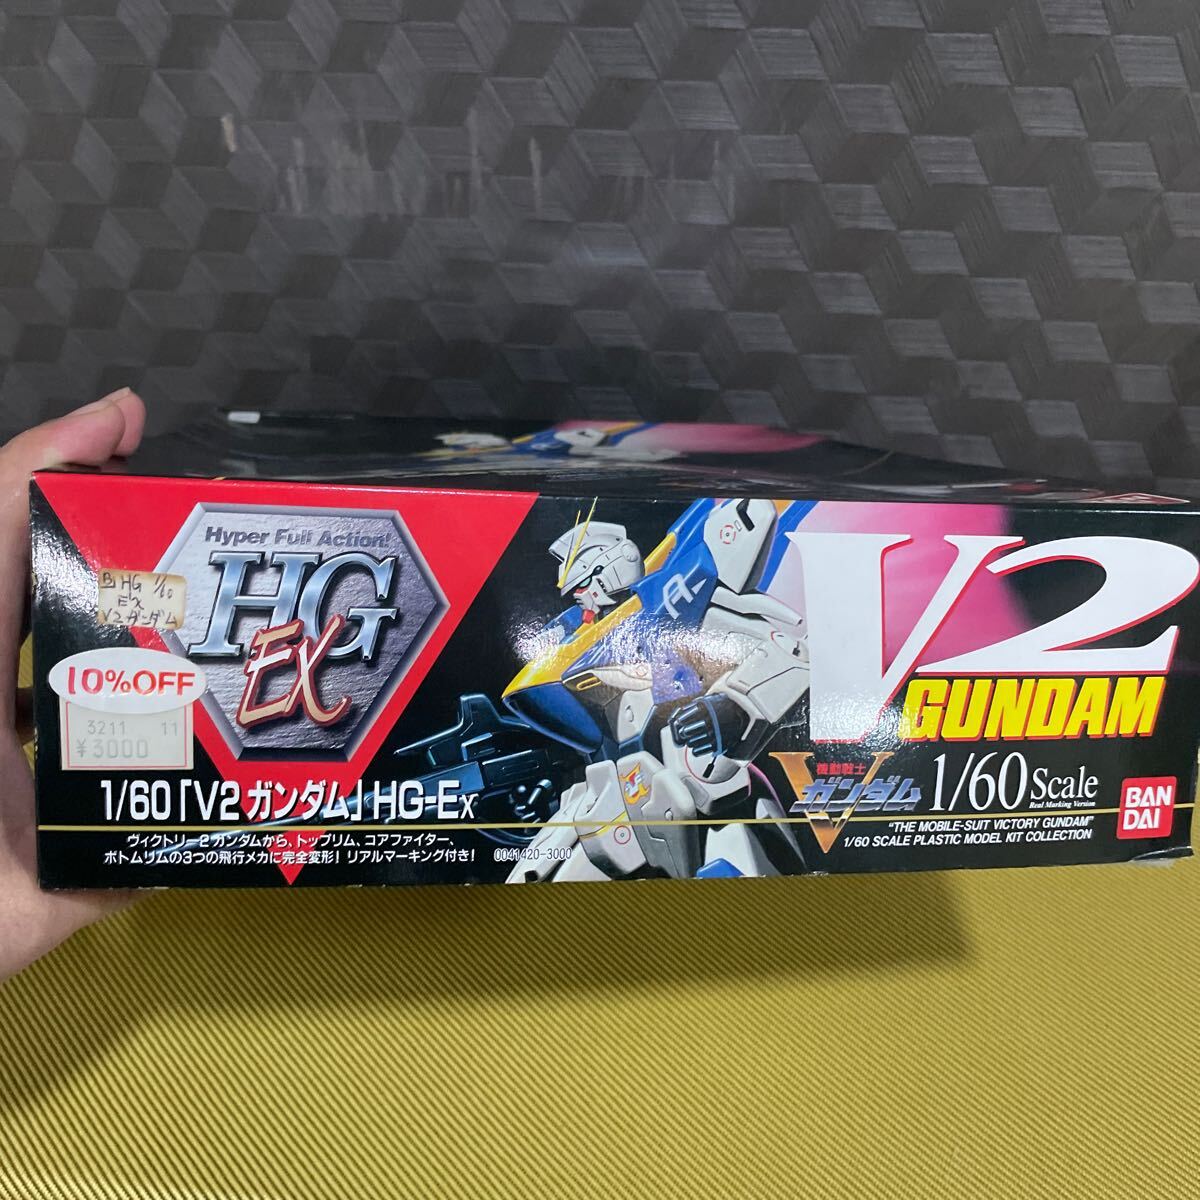 Hyper Full Action!
HG
EX
HG 1/60
EX
V2ガンダム
10%OFF
3211 11
¥3000
1/60「V2 ガンダム」HG-Ex
ヴィクトリー2ガンダムから、トップリム、コアファイター、
ボトムリムの3つの飛行メカに完全変形! リアルマーキング付き!
0041420-3000
V2
GUNDAM
機動戦士
Vガンダム
1/60 Scale
Real Marking Version
"THE MOBILE-SUIT VICTORY GUNDAM"
1/60 SCALE PLASTIC MODEL KIT COLLECTION
BAN
DAI